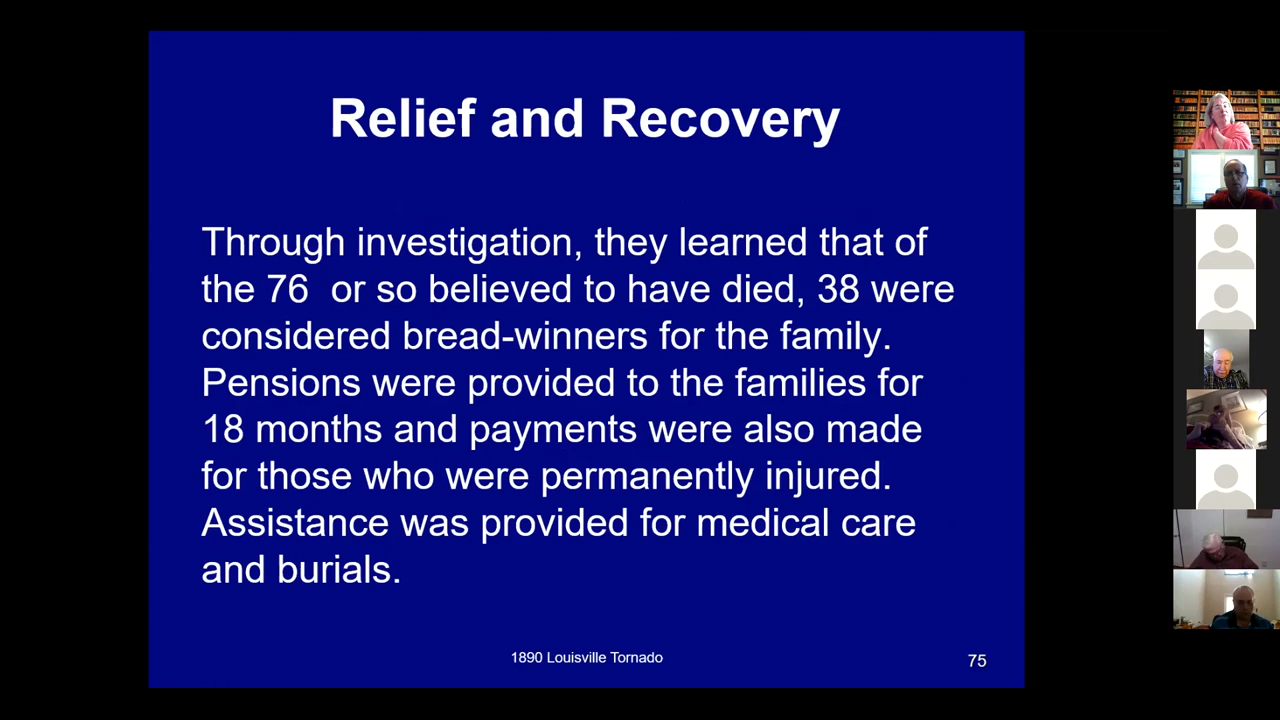 Relief and Recovery
Through investigation, they learned that of
the 76  or so believed to have died, 38 were
considered bread-winners for the family.
Pensions were provided to the families for
18 months and payments were also made
for those who were permanently injured.
Assistance was provided for medical care
and burials.
1890 Louisville Tornado
75